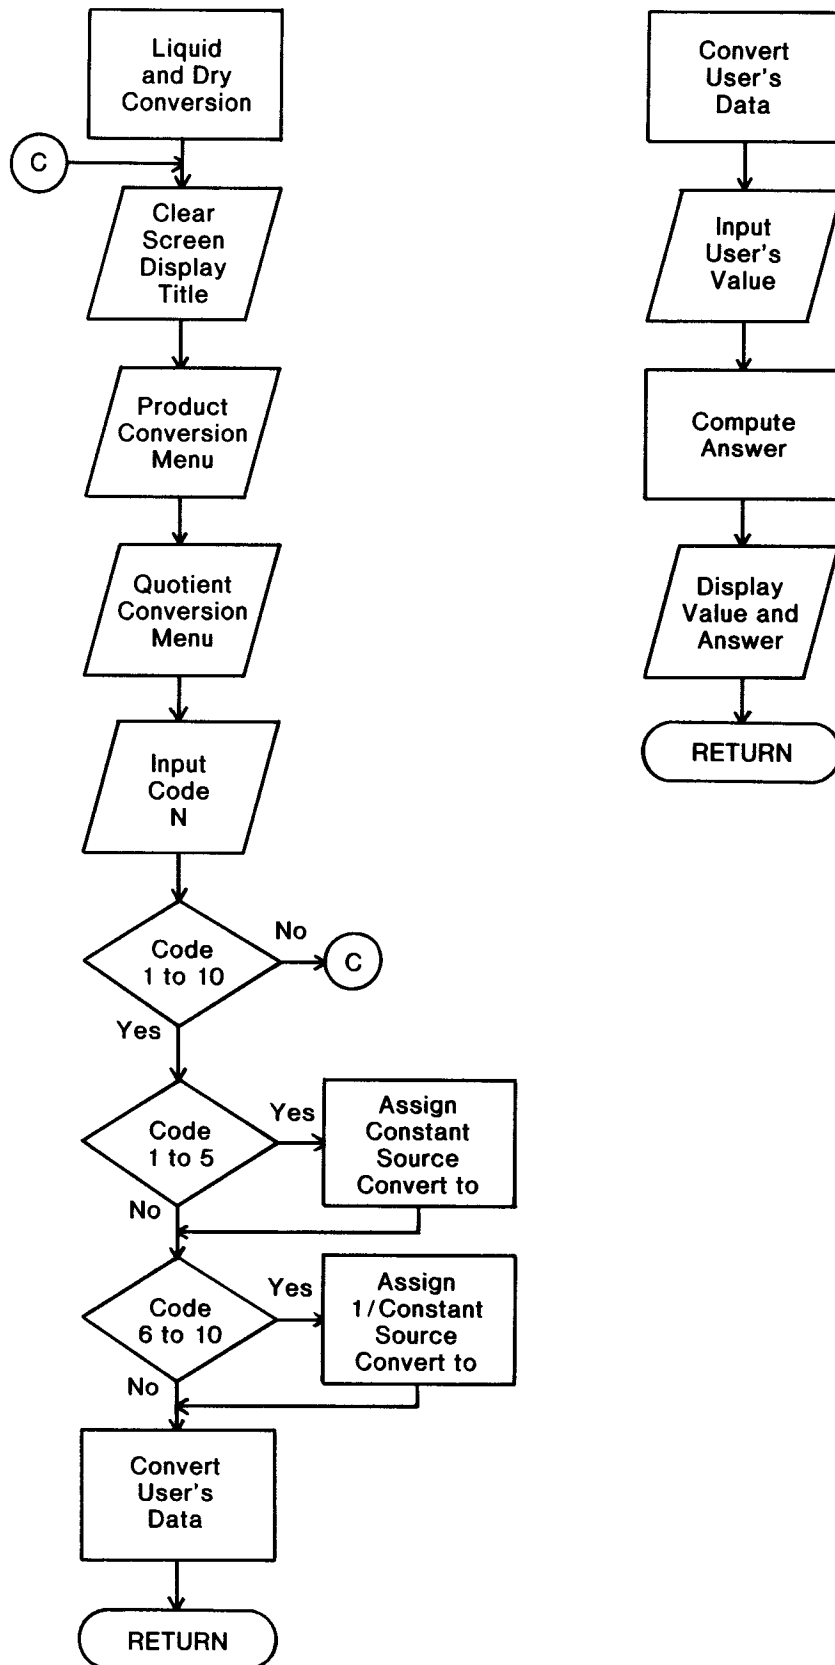 Liquid
and Dry
Conversion
C
Clear
Screen
Display
Title
Product
Conversion
Menu
Quotient
Conversion
Menu
Input
Code
N
Code
1 to 10
No
C
Yes
Code
1 to 5
Yes
Assign
Constant
Source
Convert to
No
Code
6 to 10
Yes
Assign
1/Constant
Source
Convert to
No
Convert
User's
Data
RETURN
Convert
User's
Data
Input
User's
Value
Compute
Answer
Display
Value and
Answer
RETURN